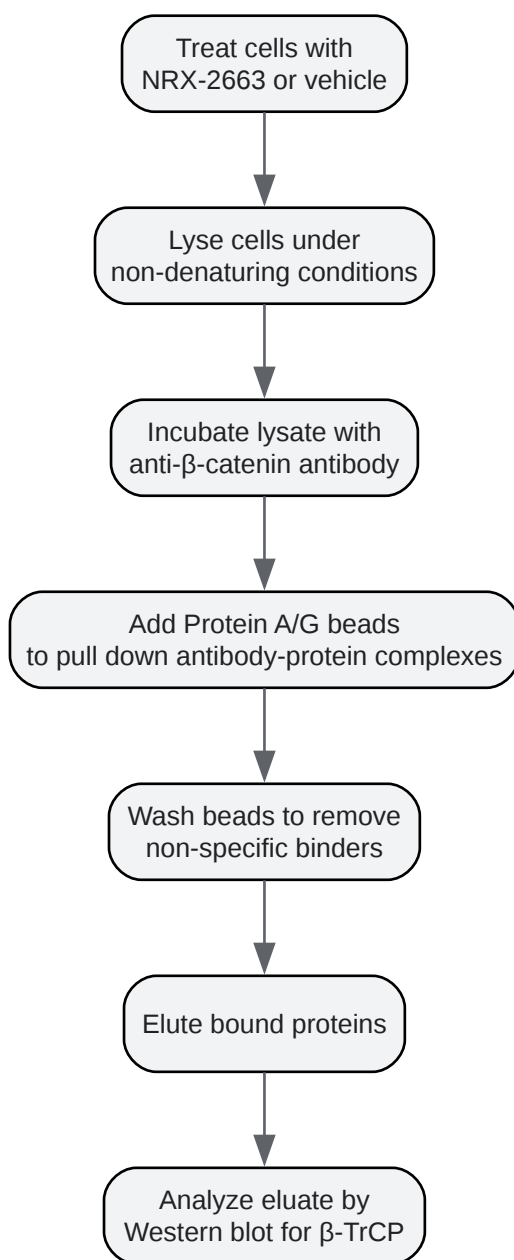 Treat cells with
NRX-2663 or vehicle
Lyse cells under
non-denaturing conditions
Incubate lysate with
anti-β-catenin antibody
Add Protein A/G beads
to pull down antibody-protein complexes
Wash beads to remove
non-specific binders
Elute bound proteins
Analyze eluate by
Western blot for β-TrCP